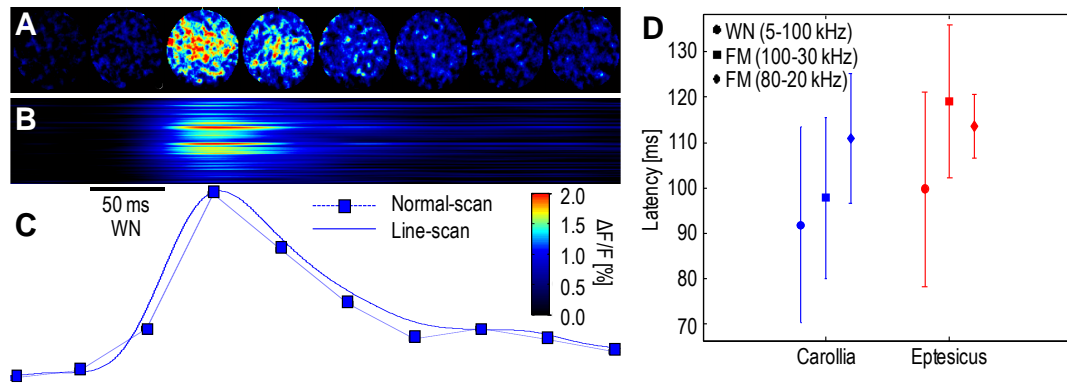 A
B
50 ms
WN
C
Normal-scan
Line-scan
2.0
1.5
1.0
0.5
0.0
ΔF/F [%]
D
WN (5-100 kHz)
FM (100-30 kHz)
FM (80-20 kHz)
Latency [ms]
130
120
110
100
90
80
70
Carollia
Eptesicus